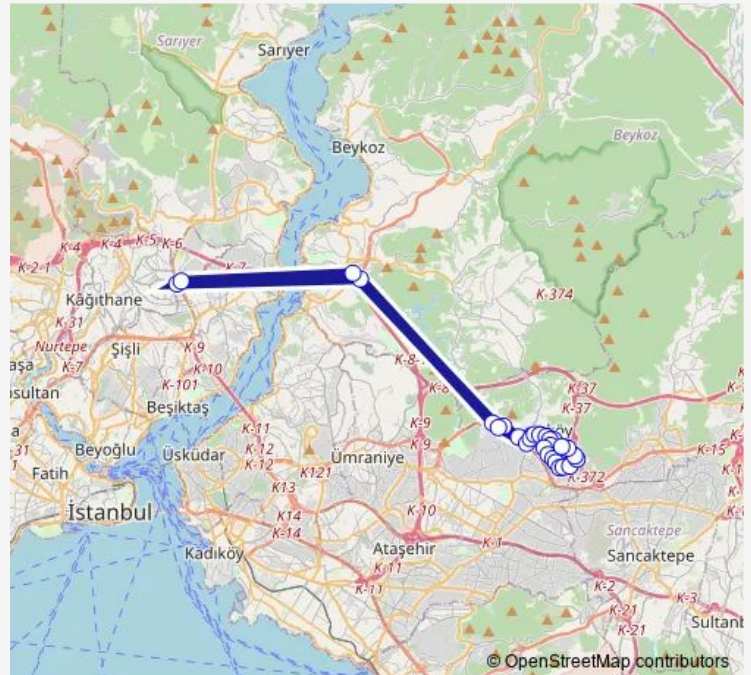 Sarıyer
Sarıyer
Beykoz
Beykoz
K-4
K-4
K-5
K-6
K-7
K-2-1
Kâğıthane
K-374
K-31
Nurtepe
K-7
Şişli
K 9
K-10
K-101
K-8
K-37
K-37
Beşiktaş
K-9
K-9
K-11
K-12
K-12
Beyoğlu
Üsküdar
K121
Ümraniye
K-15
K-372
Fatih
K13
K14
K-14
K-10
İstanbul
Kadıköy
Ataşehir
K-1
Sancaktepe
Sancaktepe
K-11
K-11
K-2
K-3
K-21
K-21
© OpenStreetMap contributors